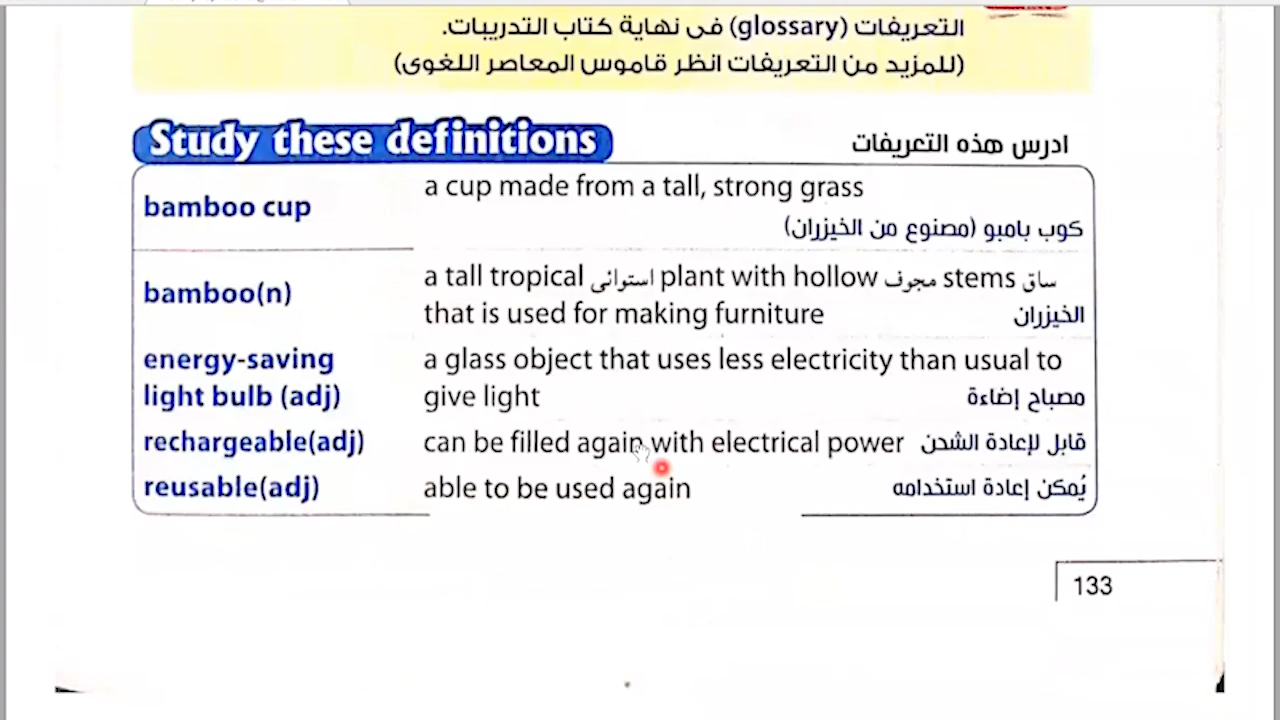 التعريفات (glossary) فى نهاية كتاب التدريبات.
(للمزيد من التعريفات انظر قاموس المعاصر اللغوى)
Study these definitions ادرس هذه التعريفات
bamboo cup a cup made from a tall, strong grass
كوب بامبو (مصنوع من الخيزران)
bamboo(n) a tall tropical استوائى plant with hollow مجوف stems ساق
that is used for making furniture الخيزران
energy-saving a glass object that uses less electricity than usual to
light bulb (adj) give light مصباح إضاءة
rechargeable(adj) can be filled again with electrical power قابل لإعادة الشحن
reusable(adj) able to be used again يُمكن إعادة استخدامه
133